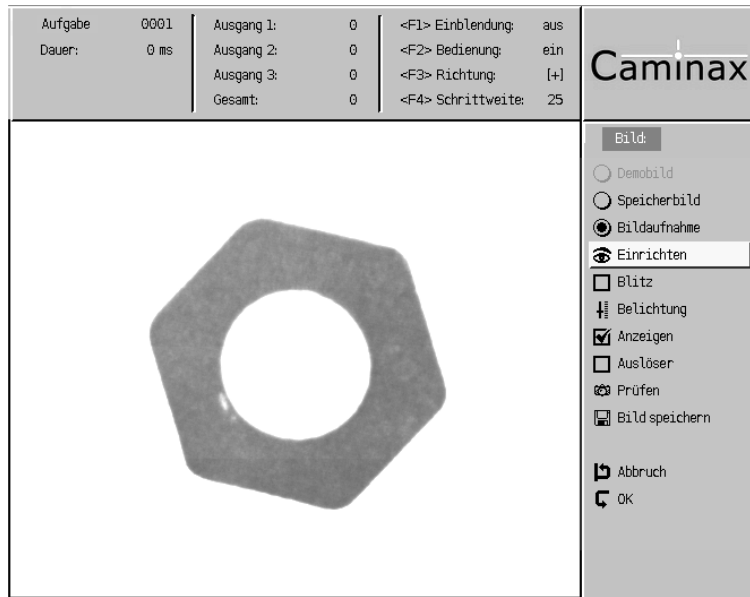 Aufgabe 0001
Dauer: 0 ms
Ausgang 1: 0
Ausgang 2: 0
Ausgang 3: 0
Gesamt: 0
<F1> Einblendung: aus
<F2> Bedienung: ein
<F3> Richtung: [+]
<F4> Schrittweite: 25
Caminax
Bild:
Demobild
Speicherbild
Bildaufnahme
Einrichten
Blitz
Belichtung
Anzeigen
Auslöser
Prüfen
Bild speichern
Abbruch
OK